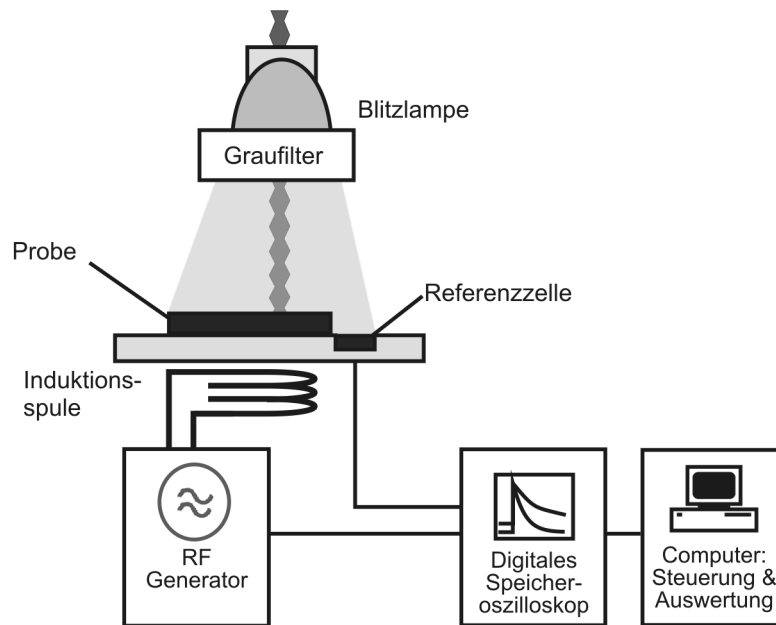 Blitzlampe
Graufilter
Probe
Referenzzelle
Induktions-
spule
RF
Generator
Digitales
Speicher-
oszilloskop
Computer:
Steuerung &
Auswertung